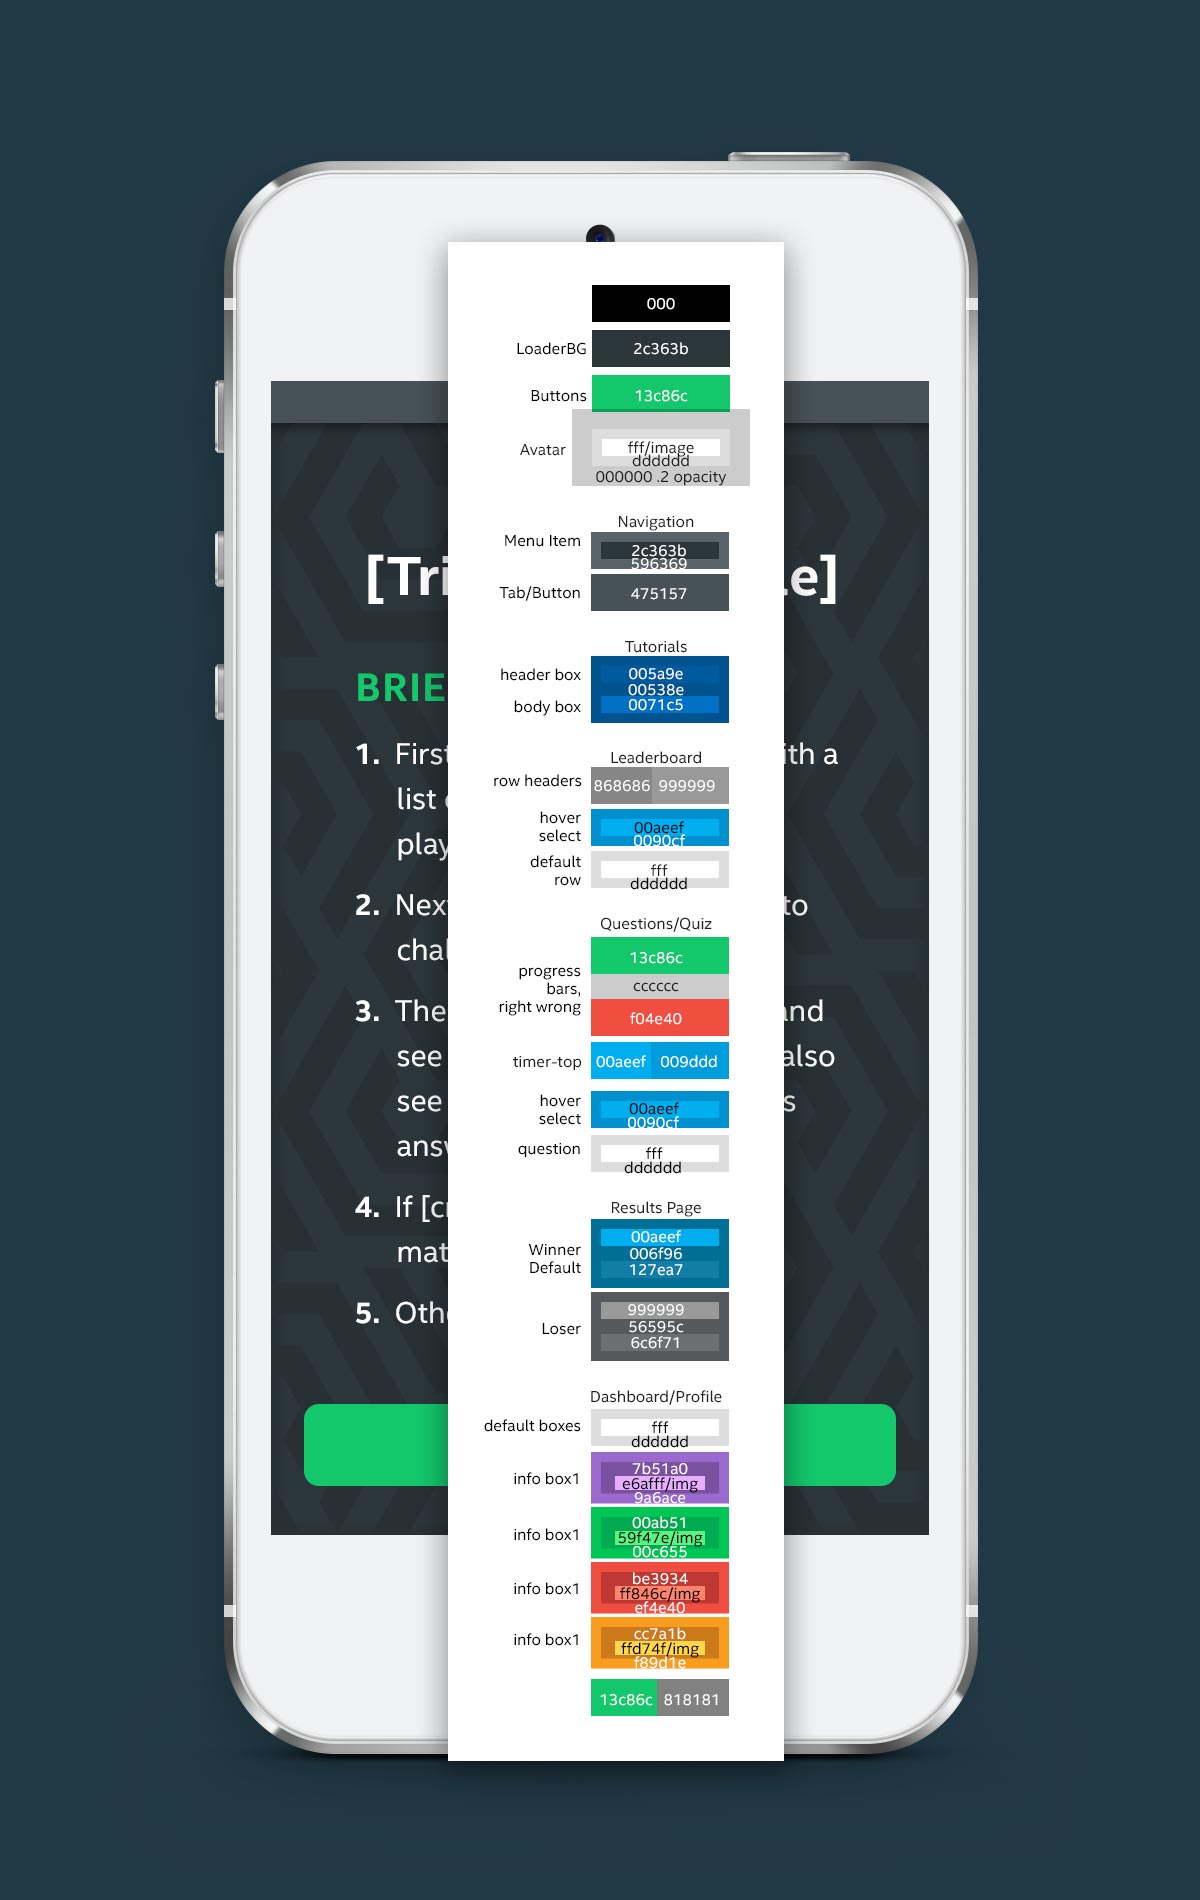 000
LoaderBG 2c363b
Buttons 13c86c
Avatar fff/image
dddddd
000000 .2 opacity
Navigation
Menu Item 2c363b
596369
Tab/Button 475157
Tutorials
header box 005a9e
00538e
body box 0071c5
Leaderboard
row headers 868686 999999
hover
select
00aeef
0090cf
default
row
fff
dddddd
Questions/Quiz
progress
bars,
right wrong
13c86c
cccccc
f04e40
timer-top 00aeef 009ddd
hover
select
00aeef
0090cf
question fff
dddddd
Results Page
Winner
Default
00aeef
006f96
127ea7
Loser
999999
56595c
6c6f71
Dashboard/Profile
default boxes fff
dddddd
info box1
7b51a0
e6afff/img
9a6ace
info box1
00ab51
59f47e/img
00c655
info box1
be3934
ff846c/img
ef4e40
info box1
cc7a1b
ffd74f/img
f89d1e
13c86c 818181
[Tri le]
BRIE
1. First ith a
list
play
2. Nex to
chal
3. The and
see also
see s
answ
4. If [c
mat
5. Oth